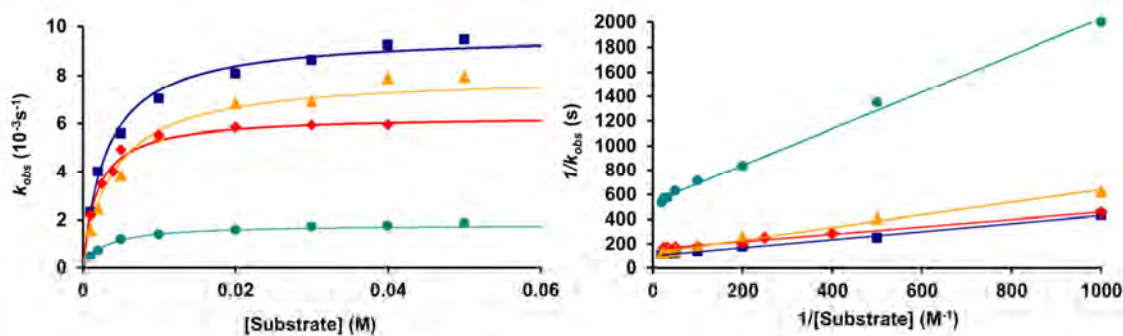 k_obs (10⁻³s⁻¹)
10
8
6
4
2
0
0 0,02 0.04 0.06
[Substrate] (M)
1/k_obs (s)
2000
1800
1600
1400
1200
1000
800
600
400
200
0
0 200 400 600 800 1000
1/[Substrate] (M⁻¹)